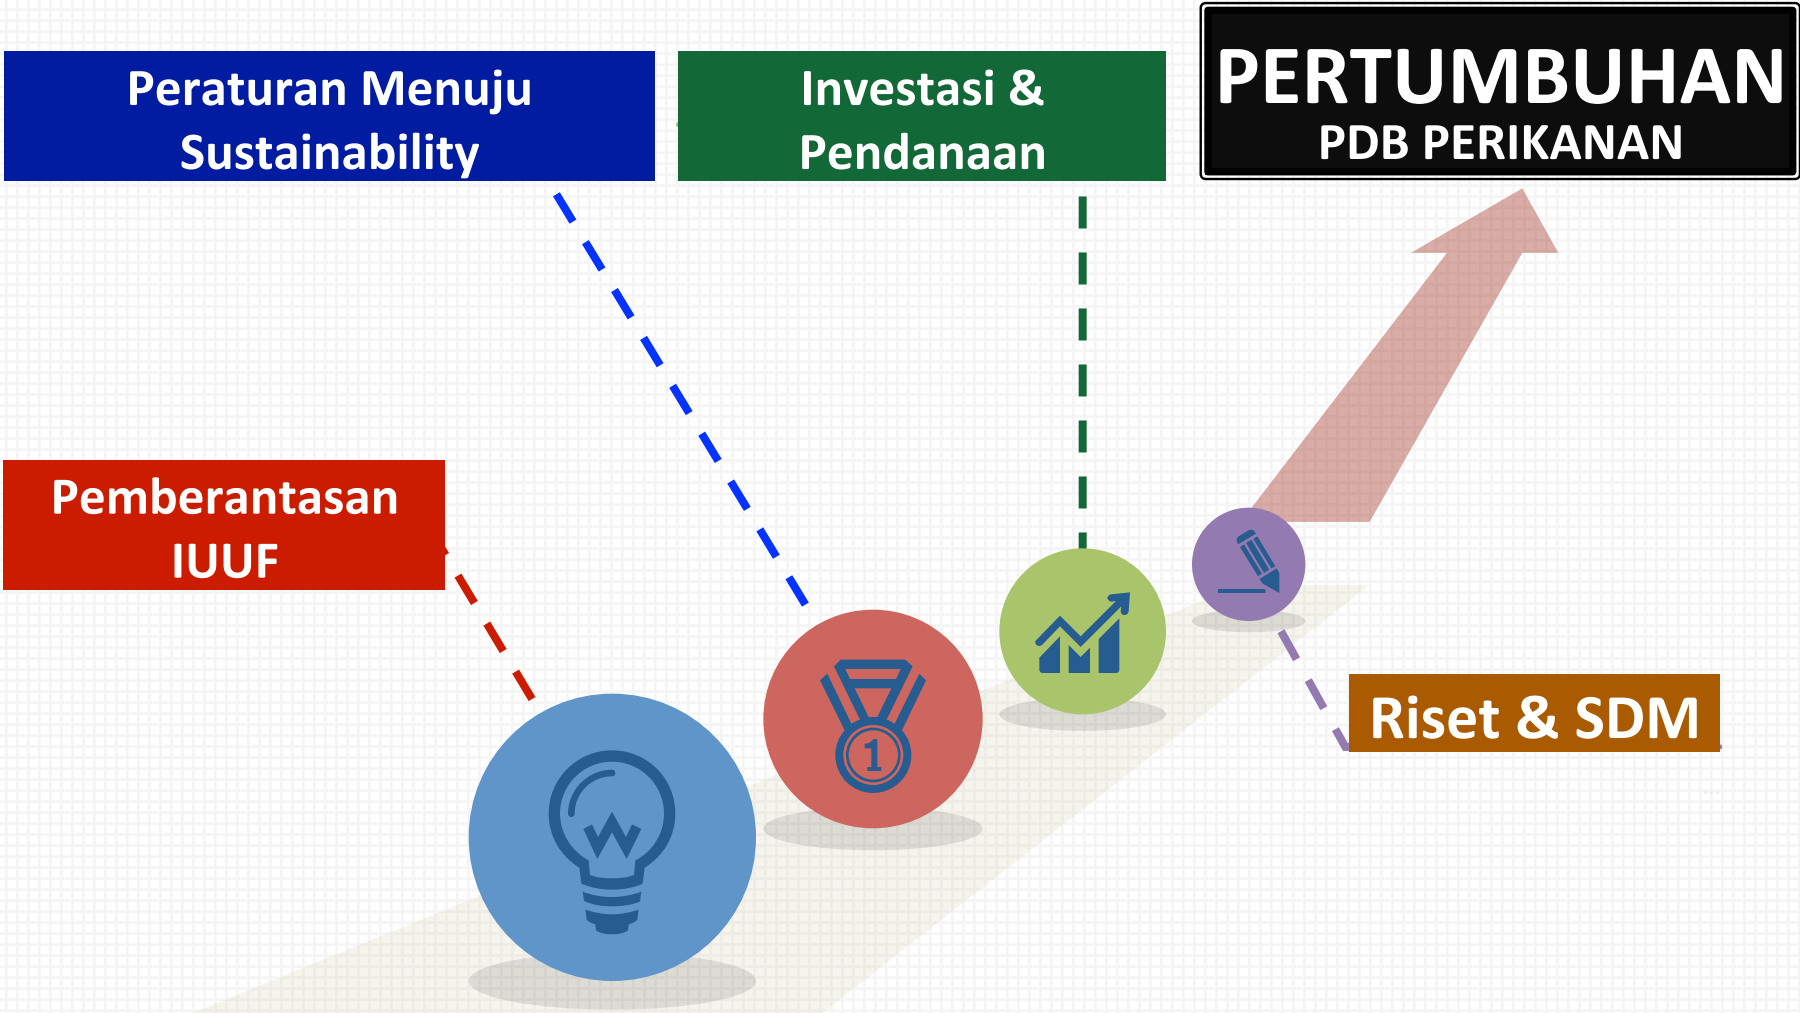 Peraturan Menuju
Sustainability
Investasi &
Pendanaan
PERTUMBUHAN
PDB PERIKANAN
Pemberantasan
IUUF
1
Riset & SDM
...